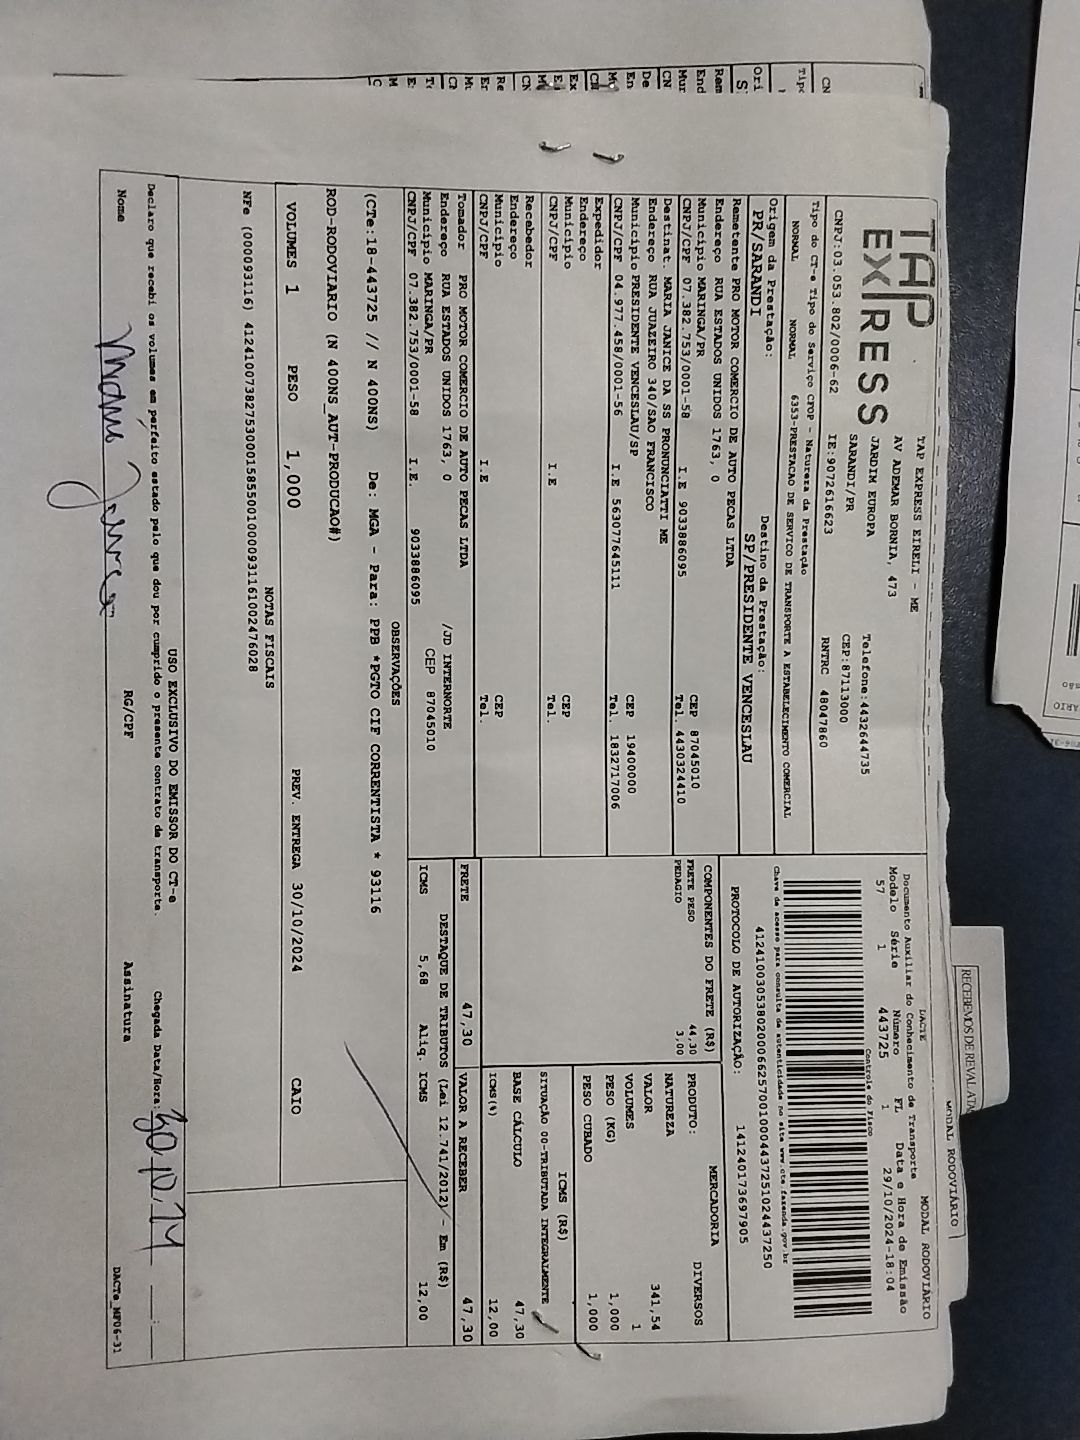 TAP EXPRESS
TAP EXPRESS EIRELI - ME
AV ADEMAR BORNIA, 473
JARDIM EUROPA
SARANDI/PR
Telefone:4432644735
CEP:87113000
CNPJ:03.053.802/0006-62
IE:9072616623
RNTRC 48047860
DACTE
MODAL RODOVIÁRIO
Documento Auxiliar do Conhecimento de Transporte
Modelo Série Número FL Data e Hora de Emissão
57 1 443725 1 29/10/2024-18:04
Controle do Fisco
Tipo do CT-e Tipo do Serviço CFOP - Natureza da Prestação
NORMAL NORMAL 6353-PRESTACAO DE SERVICO DE TRANSPORTE A ESTABELECIMENTO COMERCIAL
Chave de acesso para consulta de autenticidade no site www.cte.fazenda.gov.br
41241003053802000662570010004437251024437250
Origem da Prestação: Destino da Prestação:
PR/SARANDI SP/PRESIDENTE VENCESLAU
PROTOCOLO DE AUTORIZAÇÃO: 141240173697905
Remetente PRO MOTOR COMERCIO DE AUTO PECAS LTDA
Endereço RUA ESTADOS UNIDOS 1763, 0
Município MARINGA/PR CEP 87045010
CNPJ/CPF 07.382.753/0001-58 I.E 9033886095 Tel. 4430324410
Destinat. MARIA JANICE DA SS PRONUNCIATTI ME
Endereço RUA JUAZEIRO 340/SAO FRANCISCO
Município PRESIDENTE VENCESLAU/SP CEP 19400000
CNPJ/CPF 04.977.458/0001-56 I.E 563077645111 Tel. 1832717006
Expedidor
Endereço
Município CEP
CNPJ/CPF I.E Tel.
Recebedor
Endereço
Município CEP
CNPJ/CPF I.E Tel.
Tomador PRO MOTOR COMERCIO DE AUTO PECAS LTDA
Endereço RUA ESTADOS UNIDOS 1763, 0 /JD INTERNORTE
Município MARINGA/PR CEP 87045010
CNPJ/CPF 07.382.753/0001-58 I.E. 9033886095
COMPONENTES DO FRETE (R$)
FRETE PESO 44,30
PEDAGIO 3,00
PRODUTO: MERCADORIA
NATUREZA DIVERSOS
VALOR 341,54
VOLUMES 1
PESO (KG) 1,000
PESO CUBADO 1,000
ICMS (R$)
SITUAÇÃO 00-TRIBUTADA INTEGRALMENTE
BASE CÁLCULO 47,30
ICMS(%) 12,00
FRETE 47,30 VALOR A RECEBER 47,30
DESTAQUE DE TRIBUTOS (Lei 12.741/2012) - Em (R$)
ICMS 5,68 Aliq. ICMS 12,00
OBSERVAÇÕES
(CTe:18-443725 // N 400NS) De: MGA - Para: PPB *PGTO CIF CORRENTISTA * 93116
ROD-RODOVIARIO (N 400NS_AUT-PRODUCAO#)
VOLUMES 1 PESO 1,000 PREV. ENTREGA 30/10/2024 CAIO
NOTAS FISCAIS
NFe (000093116) 41241007382753000158550010000931161002476028
USO EXCLUSIVO DO EMISSOR DO CT-e
Declaro que recebi os volumes em perfeito estado pelo que dou por cumprido o presente contrato de transporte. Chegada Data/Hora:
Nome RG/CPF Assinatura
DACTe_MF06-31
RECEBEMOS DE REVAL ATA
MODAL RODOVIÁRIO